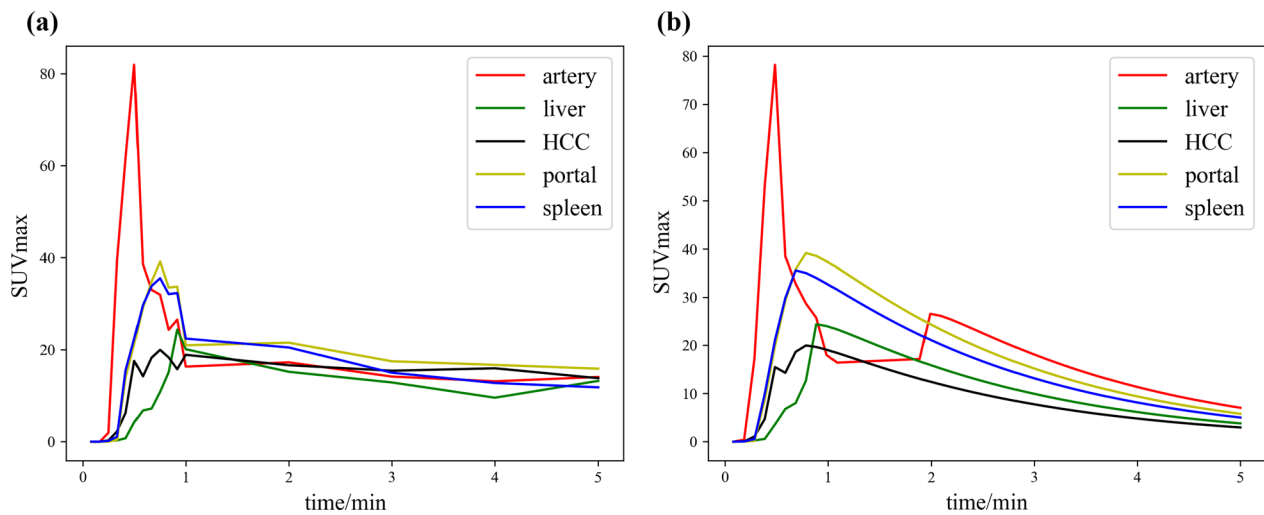 (a)
SUVmax
80
60
40
20
0
artery
liver
HCC
portal
spleen
0 1 2 3 4 5
time/min
(b)
SUVmax
80
70
60
50
40
30
20
10
0
artery
liver
HCC
portal
spleen
0 1 2 3 4 5
time/min